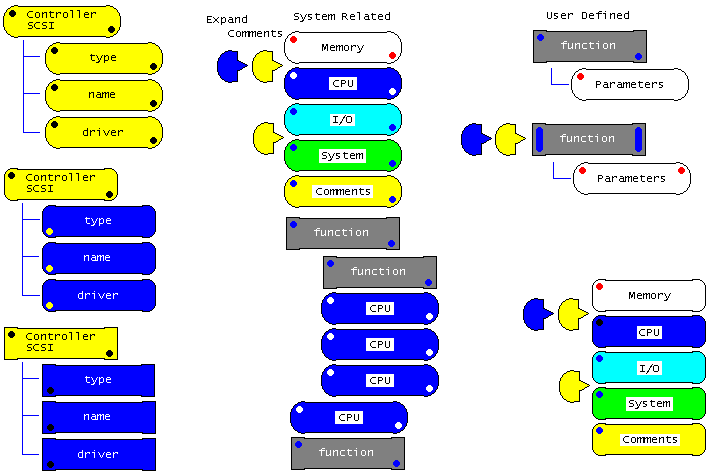 Controller
SCSI
type
name
driver
Controller
SCSI
type
name
driver
Controller
SCSI
type
name
driver
Expand
Comments
System Related
Memory
CPU
I/O
System
Comments
function
function
CPU
CPU
CPU
CPU
function
User Defined
function
Parameters
function
Parameters
Memory
CPU
I/O
System
Comments